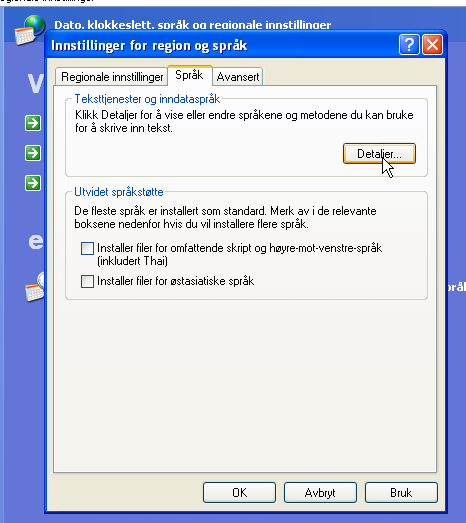 egionale innstillinger
Dato, klokkeslett, språk og regionale innstillinger
Innstillinger for region og språk
Regionale innstillinger Språk Avansert
Teksttjenester og inndataspråk
Klikk Detaljer for å vise eller endre språkene og metodene du kan bruke
for å skrive inn tekst.
Detaljer...
Utvidet språkstøtte
De fleste språk er installert som standard. Merk av i de relevante
boksene nedenfor hvis du vil installere flere språk.
Installer filer for omfattende skript og høyre-mot-venstre-språk
(inkludert Thai)
Installer filer for østasiatiske språk
V
e
prål
OK Avbryt Bruk